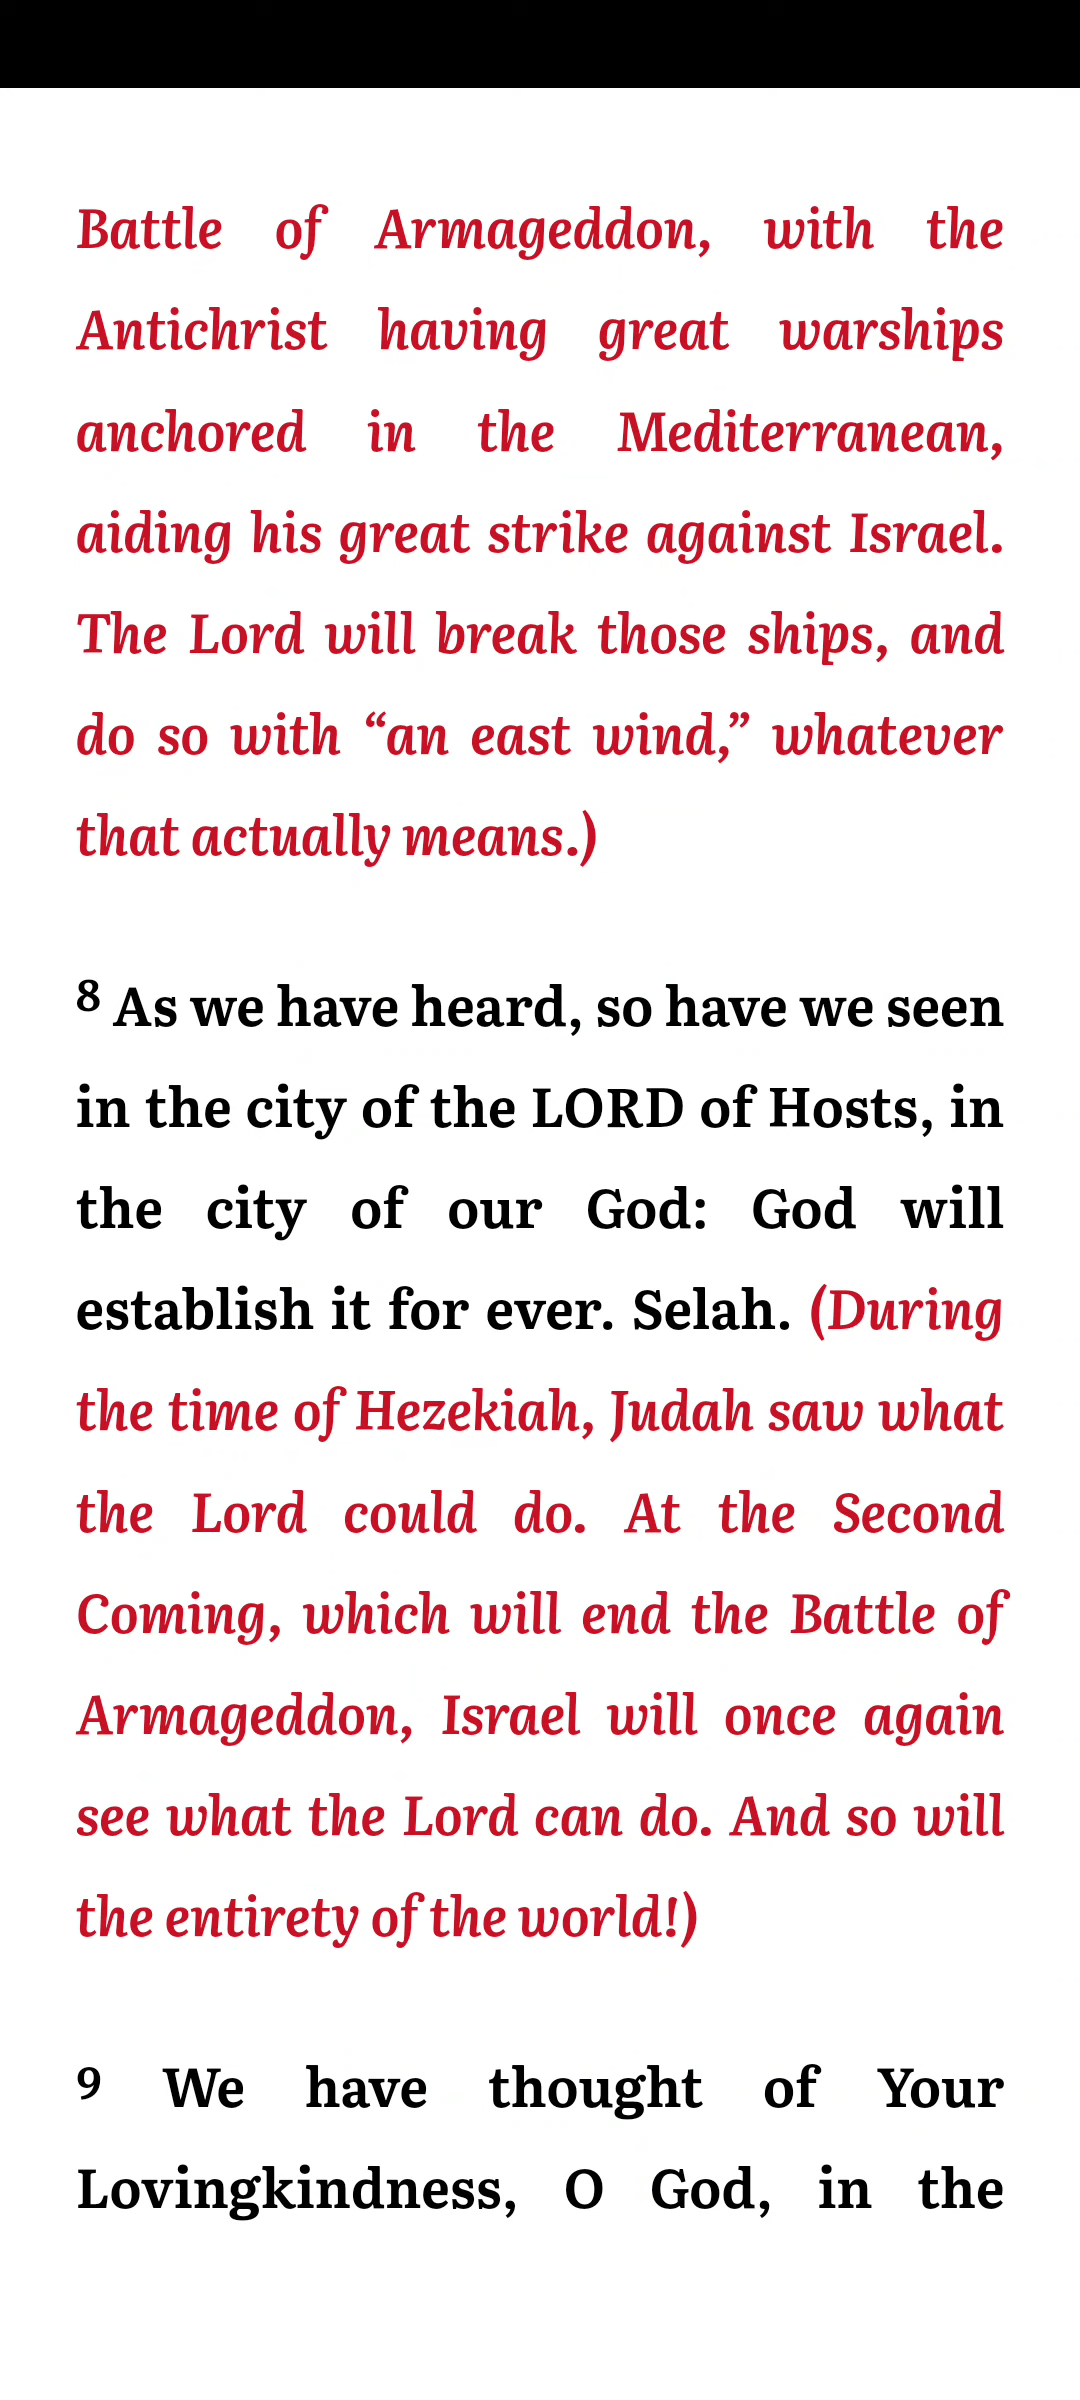 Battle of Armageddon, with the
Antichrist having great warships
anchored in the Mediterranean,
aiding his great strike against Israel.
The Lord will break those ships, and
do so with “an east wind,” whatever
that actually means.)
8 As we have heard, so have we seen
in the city of the LORD of Hosts, in
the city of our God: God will
establish it for ever. Selah. (During
the time of Hezekiah, Judah saw what
the Lord could do. At the Second
Coming, which will end the Battle of
Armageddon, Israel will once again
see what the Lord can do. And so will
the entirety of the world!)
9 We have thought of Your
Lovingkindness, O God, in the